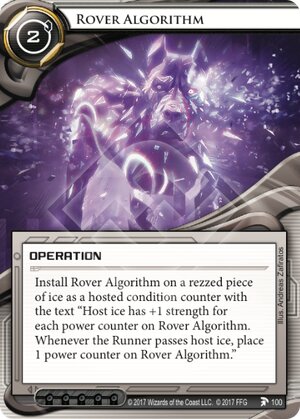 ROVER ALGORITHM
2
OPERATION
Install Rover Algorithm on a rezzed piece
of ice as a hosted condition counter with
the text “Host ice has +1 strength for
each power counter on Rover Algorithm.
Whenever the Runner passes host ice, place
1 power counter on Rover Algorithm.”
Illus. Andreas Zafiratos
© 2017 Wizards of the Coast LLC. © 2017 FFG
100